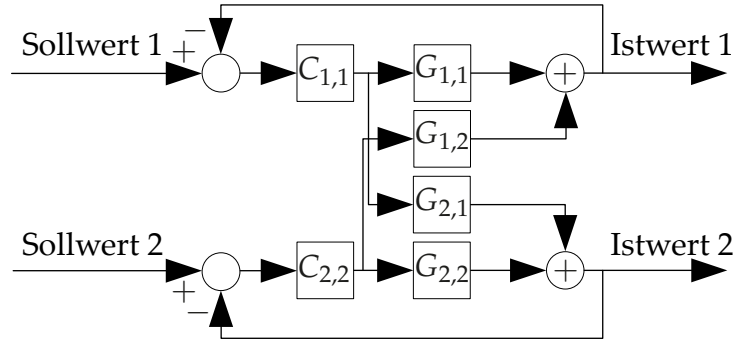 Sollwert 1
+
−
C1,1
G1,1
+
Istwert 1
G1,2
G2,1
Sollwert 2
+
−
C2,2
G2,2
+
Istwert 2